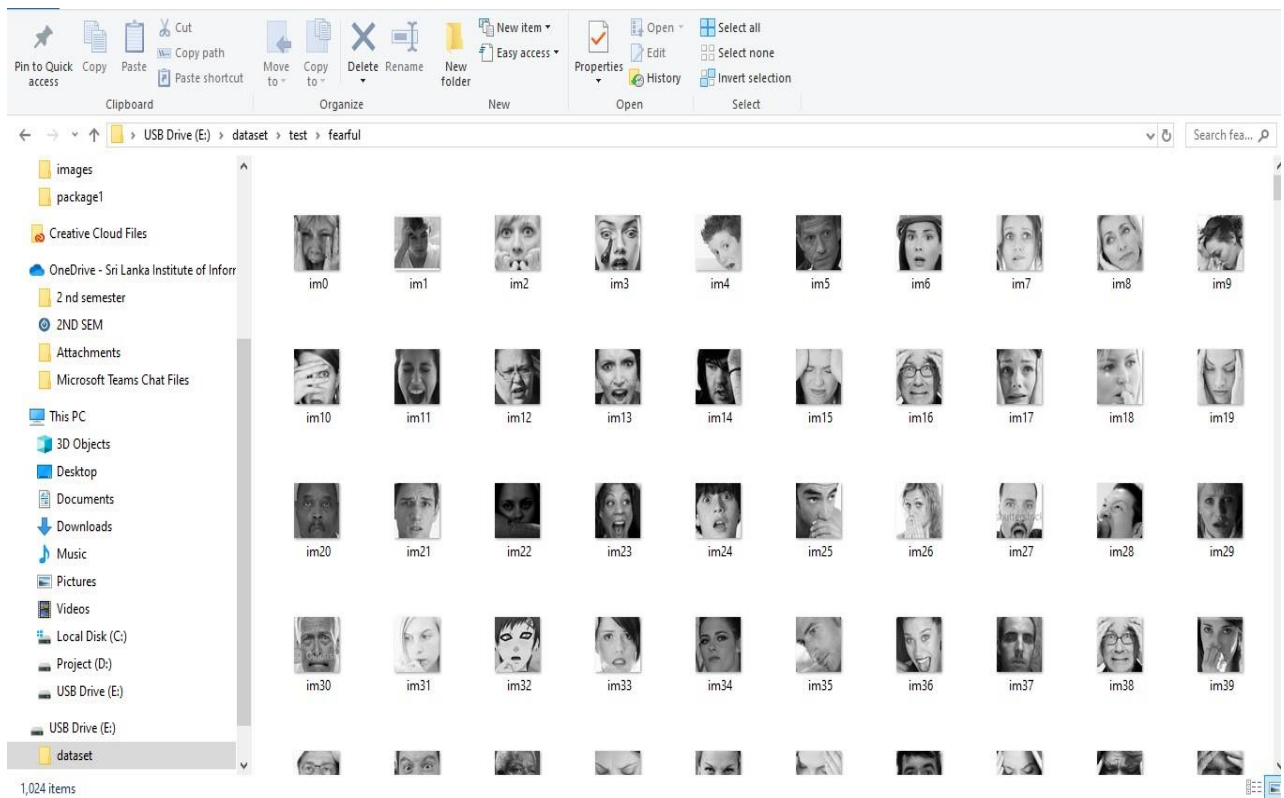 Pin to Quick access
Copy
Paste
Cut
Copy path
Paste shortcut
Clipboard
Move to
Copy to
Delete
Rename
Organize
New folder
New item
Easy access
New
Properties
Open
Edit
History
Open
Select all
Select none
Invert selection
Select
USB Drive (E:) > dataset > test > fearful
Search fea...
images
package1
Creative Cloud Files
OneDrive - Sri Lanka Institute of Inforr
2 nd semester
2ND SEM
Attachments
Microsoft Teams Chat Files
This PC
3D Objects
Desktop
Documents
Downloads
Music
Pictures
Videos
Local Disk (C:)
Project (D:)
USB Drive (E:)
USB Drive (E:)
dataset
im0 im1 im2 im3 im4 im5 im6 im7 im8 im9
im10 im11 im12 im13 im14 im15 im16 im17 im18 im19
im20 im21 im22 im23 im24 im25 im26 im27 im28 im29
im30 im31 im32 im33 im34 im35 im36 im37 im38 im39
1,024 items